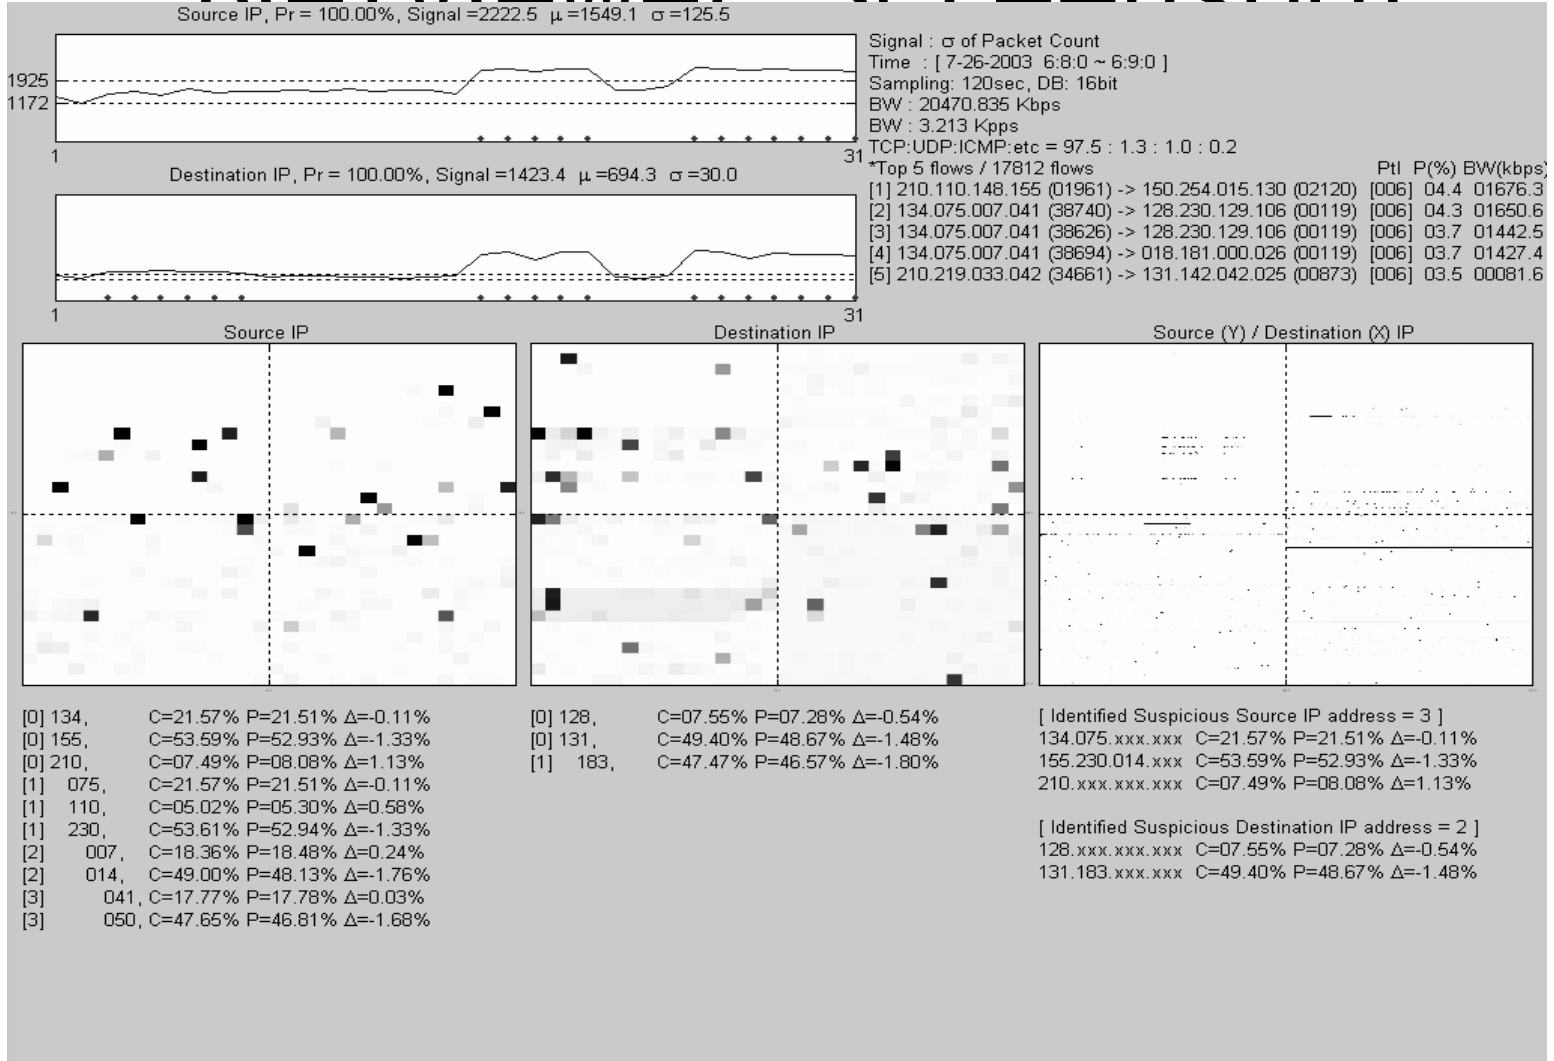 Source IP, Pr = 100.00%, Signal =2222.5 μ =1549.1 σ =125.5
1925
1172
1
31
Destination IP, Pr = 100.00%, Signal =1423.4 μ =694.3 σ =30.0
1
31
Signal : σ of Packet Count
Time : [ 7-26-2003 6:8:0 ~ 6:9:0 ]
Sampling: 120sec, DB: 16bit
BW : 20470.835 Kbps
BW : 3.213 Kpps
TCP:UDP:ICMP:etc = 97.5 : 1.3 : 1.0 : 0.2
*Top 5 flows / 17812 flows Ptl P(%) BW(kbps)
[1] 210.110.148.155 (01961) -> 150.254.015.130 (02120) [006] 04.4 01676.3
[2] 134.075.007.041 (38740) -> 128.230.129.106 (00119) [006] 04.3 01650.6
[3] 134.075.007.041 (38626) -> 128.230.129.106 (00119) [006] 03.7 01442.5
[4] 134.075.007.041 (38694) -> 018.181.000.026 (00119) [006] 03.7 01427.4
[5] 210.219.033.042 (34661) -> 131.142.042.025 (00873) [006] 03.5 00081.6
Source IP
Destination IP
Source (Y) / Destination (X) IP
[0] 134, C=21.57% P=21.51% Δ=-0.11%
[0] 155, C=53.59% P=52.93% Δ=-1.33%
[0] 210, C=07.49% P=08.08% Δ=1.13%
[1] 075, C=21.57% P=21.51% Δ=-0.11%
[1] 110, C=05.02% P=05.30% Δ=0.58%
[1] 230, C=53.61% P=52.94% Δ=-1.33%
[2] 007, C=18.36% P=18.48% Δ=0.24%
[2] 014, C=49.00% P=48.13% Δ=-1.76%
[3] 041, C=17.77% P=17.78% Δ=0.03%
[3] 050, C=47.65% P=46.81% Δ=-1.68%
[0] 128, C=07.55% P=07.28% Δ=-0.54%
[0] 131, C=49.40% P=48.67% Δ=-1.48%
[1] 183, C=47.47% P=46.57% Δ=-1.80%
[ Identified Suspicious Source IP address = 3 ]
134.075.xxx.xxx C=21.57% P=21.51% Δ=-0.11%
155.230.014.xxx C=53.59% P=52.93% Δ=-1.33%
210.xxx.xxx.xxx C=07.49% P=08.08% Δ=1.13%
[ Identified Suspicious Destination IP address = 2 ]
128.xxx.xxx.xxx C=07.55% P=07.28% Δ=-0.54%
131.183.xxx.xxx C=49.40% P=48.67% Δ=-1.48%